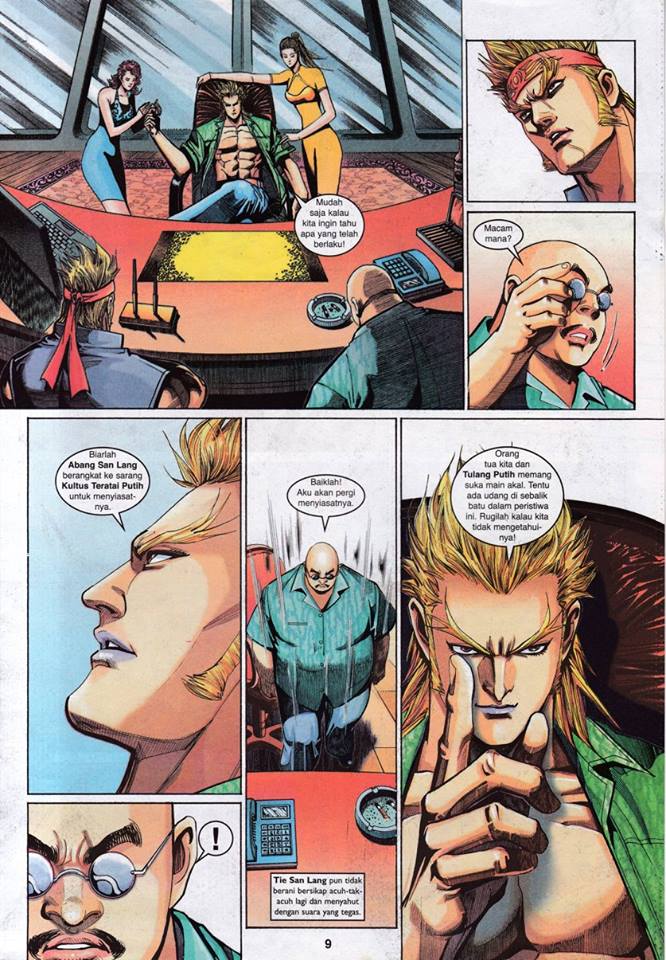 Mudah
saja kalau
kita ingin tahu
apa yang telah
berlaku!
Macam
mana?
Biarlah
Abang San Lang
berangkat ke sarang
Kultus Teratai Putih
untuk menyiasat-
nya.
Baiklah!
Aku akan pergi
menyiasatnya.
Orang
tua kita dan
Tulang Putih memang
suka main akal. Tentu
ada udang di sebalik
batu dalam peristiwa
ini. Rugilah kalau kita
tidak mengetahui-
nya!
!
Tie San Lang pun tidak
berani bersikap acuh-tak-
acuh lagi dan menyahut
dengan suara yang tegas.
9